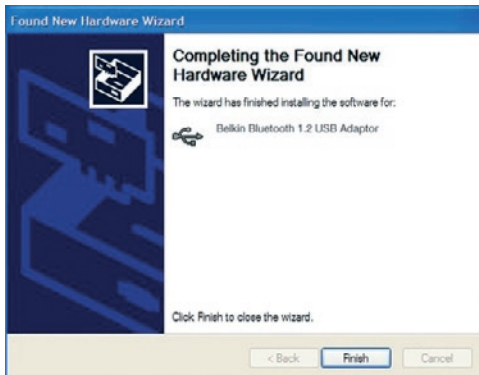 Found New Hardware Wizard
Completing the Found New
Hardware Wizard
The wizard has finished installing the software for:
Belkin Bluetooth 1.2 USB Adaptor
Click Finish to close the wizard.
< Back Finish Cancel